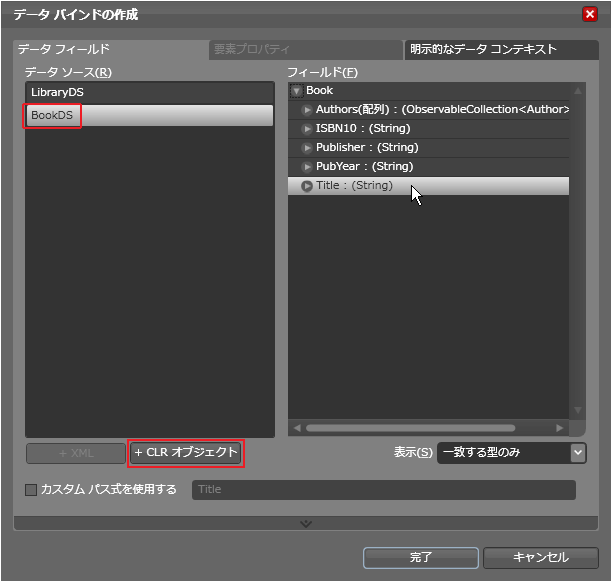 データ バインドの作成
データ フィールド
要素プロパティ
明示的なデータ コンテキスト
データ ソース(R)
フィールド(F)
LibraryDS
BookDS
Book
Authors(配列) : (ObservableCollection<Author>
ISBN10 : (String)
Publisher : (String)
PubYear : (String)
Title : (String)
+ XML
+ CLR オブジェクト
表示(S)
一致する型のみ
カスタム パス式を使用する
Title
完了
キャンセル